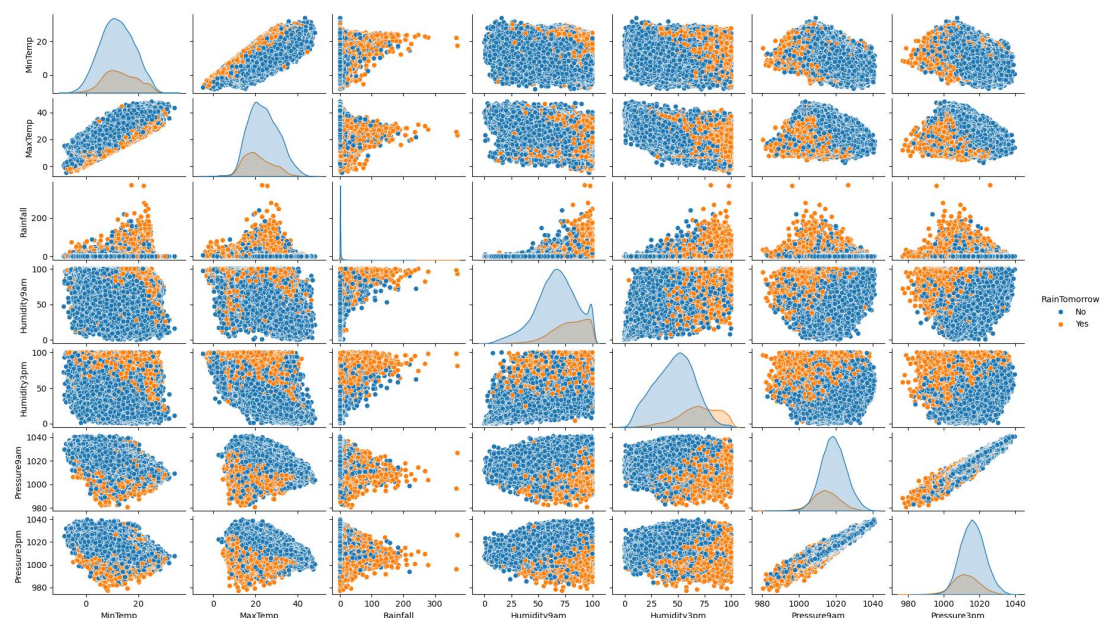 MinTemp
20
0
MaxTemp
40
20
0
Rainfall
200
0
Humidity9am
100
50
0
RainTomorrow
No
Yes
Humidity3pm
100
50
0
Pressure9am
1040
1020
1000
980
Pressure3pm
1040
1020
1000
980
0 20 0 20 40 0 100 200 300 0 25 50 75 100 0 25 50 75 100 980 1000 1020 1040 980 1000 1020 1040
MinTemp MaxTemp Rainfall Humidity9am Humidity3pm Pressure9am Pressure3pm